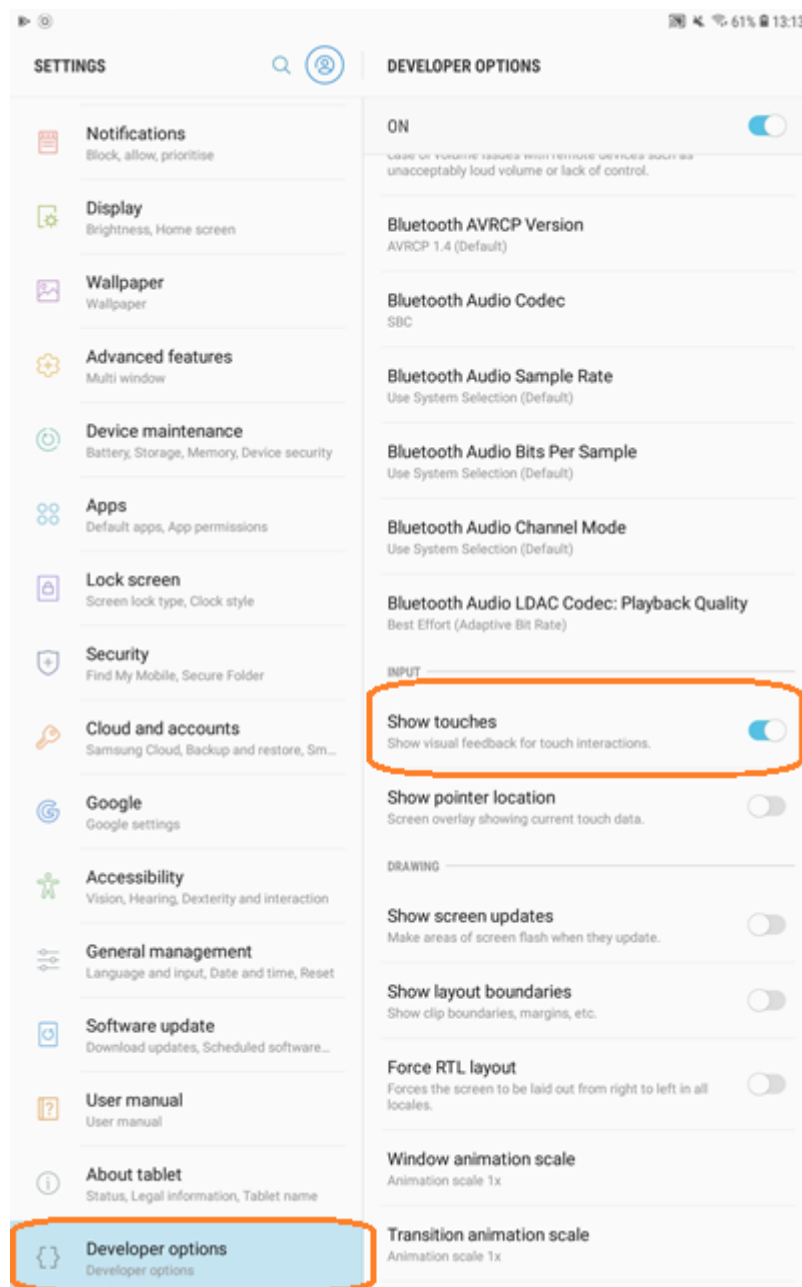 61% 13:13
SETTINGS
Notifications
Block, allow, prioritise
Display
Brightness, Home screen
Wallpaper
Wallpaper
Advanced features
Multi window
Device maintenance
Battery, Storage, Memory, Device security
Apps
Default apps, App permissions
Lock screen
Screen lock type, Clock style
Security
Find My Mobile, Secure Folder
Cloud and accounts
Samsung Cloud, Backup and restore, Sm...
Google
Google settings
Accessibility
Vision, Hearing, Dexterity and interaction
General management
Language and input, Date and time, Reset
Software update
Download updates, Scheduled software...
User manual
User manual
About tablet
Status, Legal information, Tablet name
Developer options
Developer options
DEVELOPER OPTIONS
ON
case of volume issues with remote devices such as
unacceptably loud volume or lack of control.
Bluetooth AVRCP Version
AVRCP 1.4 (Default)
Bluetooth Audio Codec
SBC
Bluetooth Audio Sample Rate
Use System Selection (Default)
Bluetooth Audio Bits Per Sample
Use System Selection (Default)
Bluetooth Audio Channel Mode
Use System Selection (Default)
Bluetooth Audio LDAC Codec: Playback Quality
Best Effort (Adaptive Bit Rate)
INPUT
Show touches
Show visual feedback for touch interactions.
Show pointer location
Screen overlay showing current touch data.
DRAWING
Show screen updates
Make areas of screen flash when they update.
Show layout boundaries
Show clip boundaries, margins, etc.
Force RTL layout
Forces the screen to be laid out from right to left in all
locales.
Window animation scale
Animation scale 1x
Transition animation scale
Animation scale 1x